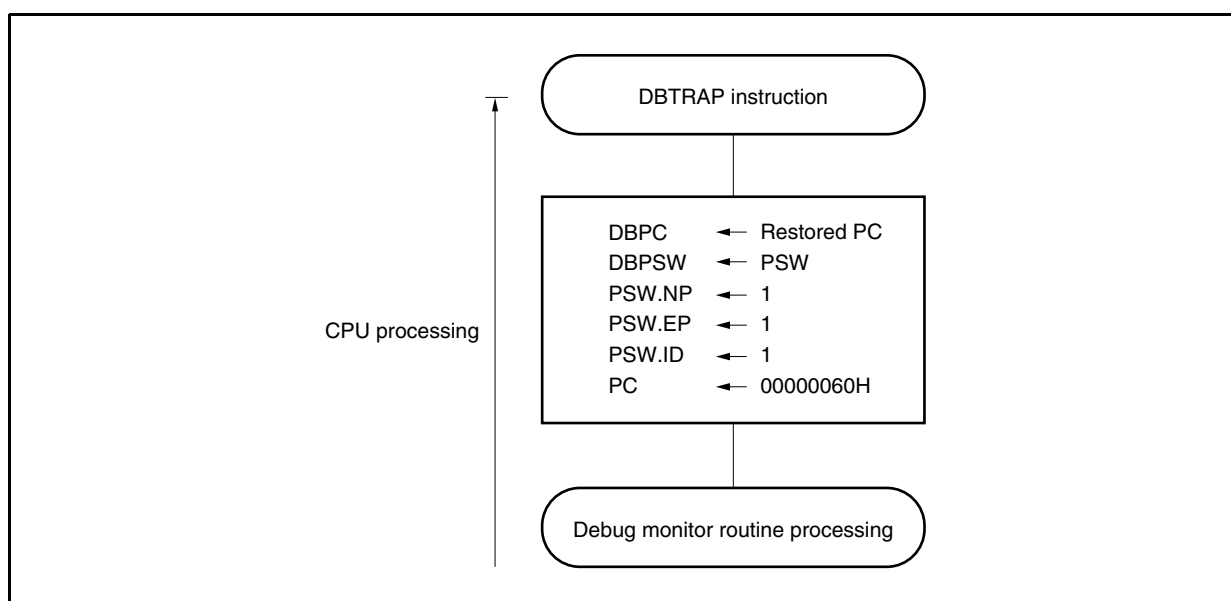 DBTRAP instruction
DBPC ← Restored PC
DBPSW ← PSW
PSW.NP ← 1
PSW.EP ← 1
CPU processing
PSW.ID ← 1
PC ← 00000060H
Debug monitor routine processing